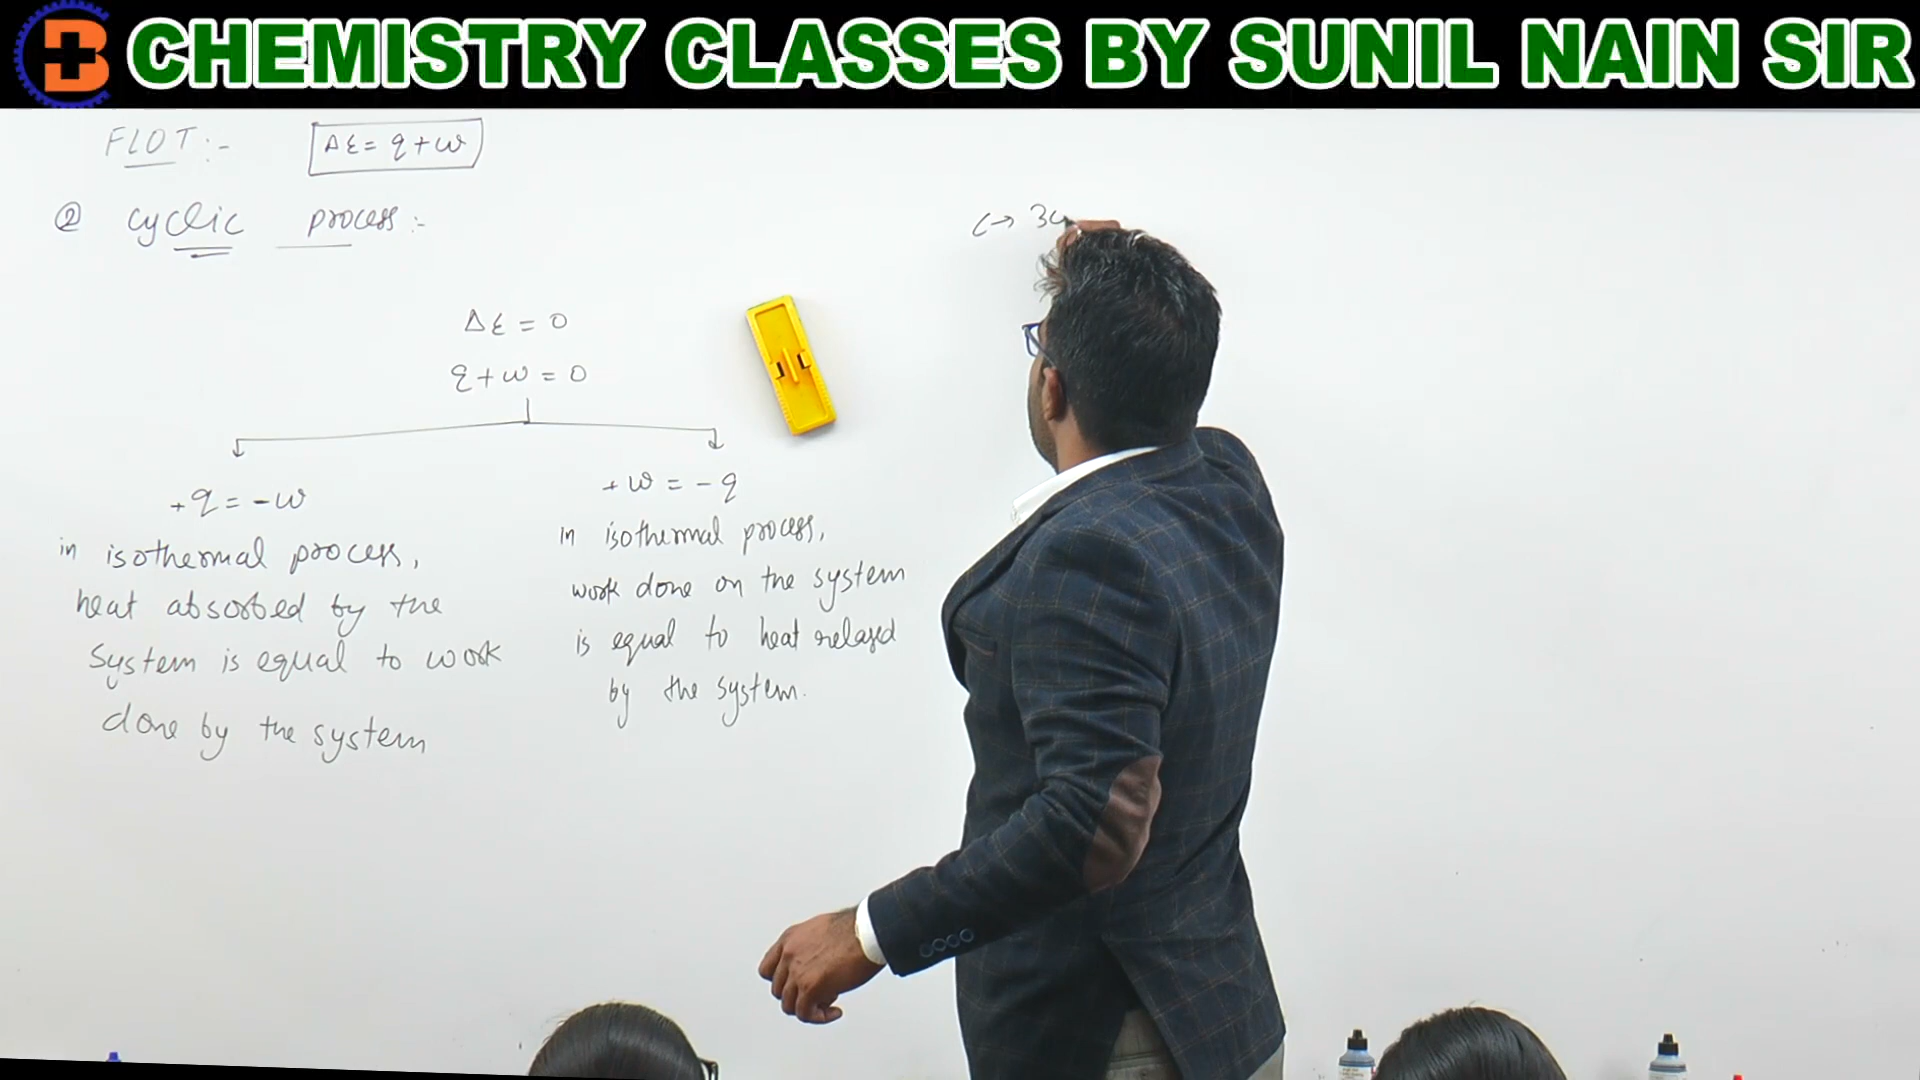 CHEMISTRY CLASSES BY SUNIL NAIN SIR
FLOT:- ΔE = q + w
② cyclic process:-
ΔE = 0
q + w = 0
+q = -w
in isothermal process,
heat absorbed by the
system is equal to work
done by the system
+w = -q
in isothermal process,
work done on the system
is equal to heat relased
by the system.